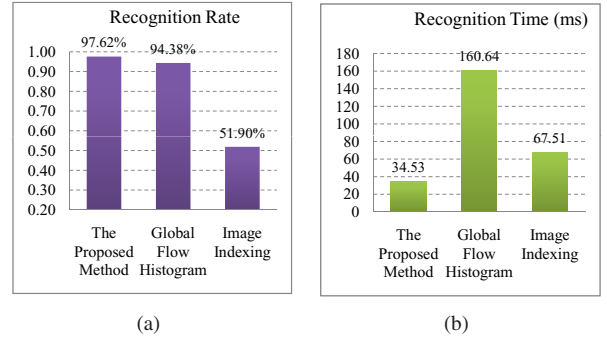 Recognition Rate
97.62%
94.38%
51.90%
1.00
0.90
0.80
0.70
0.60
0.50
0.40
0.30
0.20
The Proposed Method
Global Flow Histogram
Image Indexing
(a)
Recognition Time (ms)
160.64
34.53
67.51
180
160
140
120
100
80
60
40
20
0
The Proposed Method
Global Flow Histogram
Image Indexing
(b)